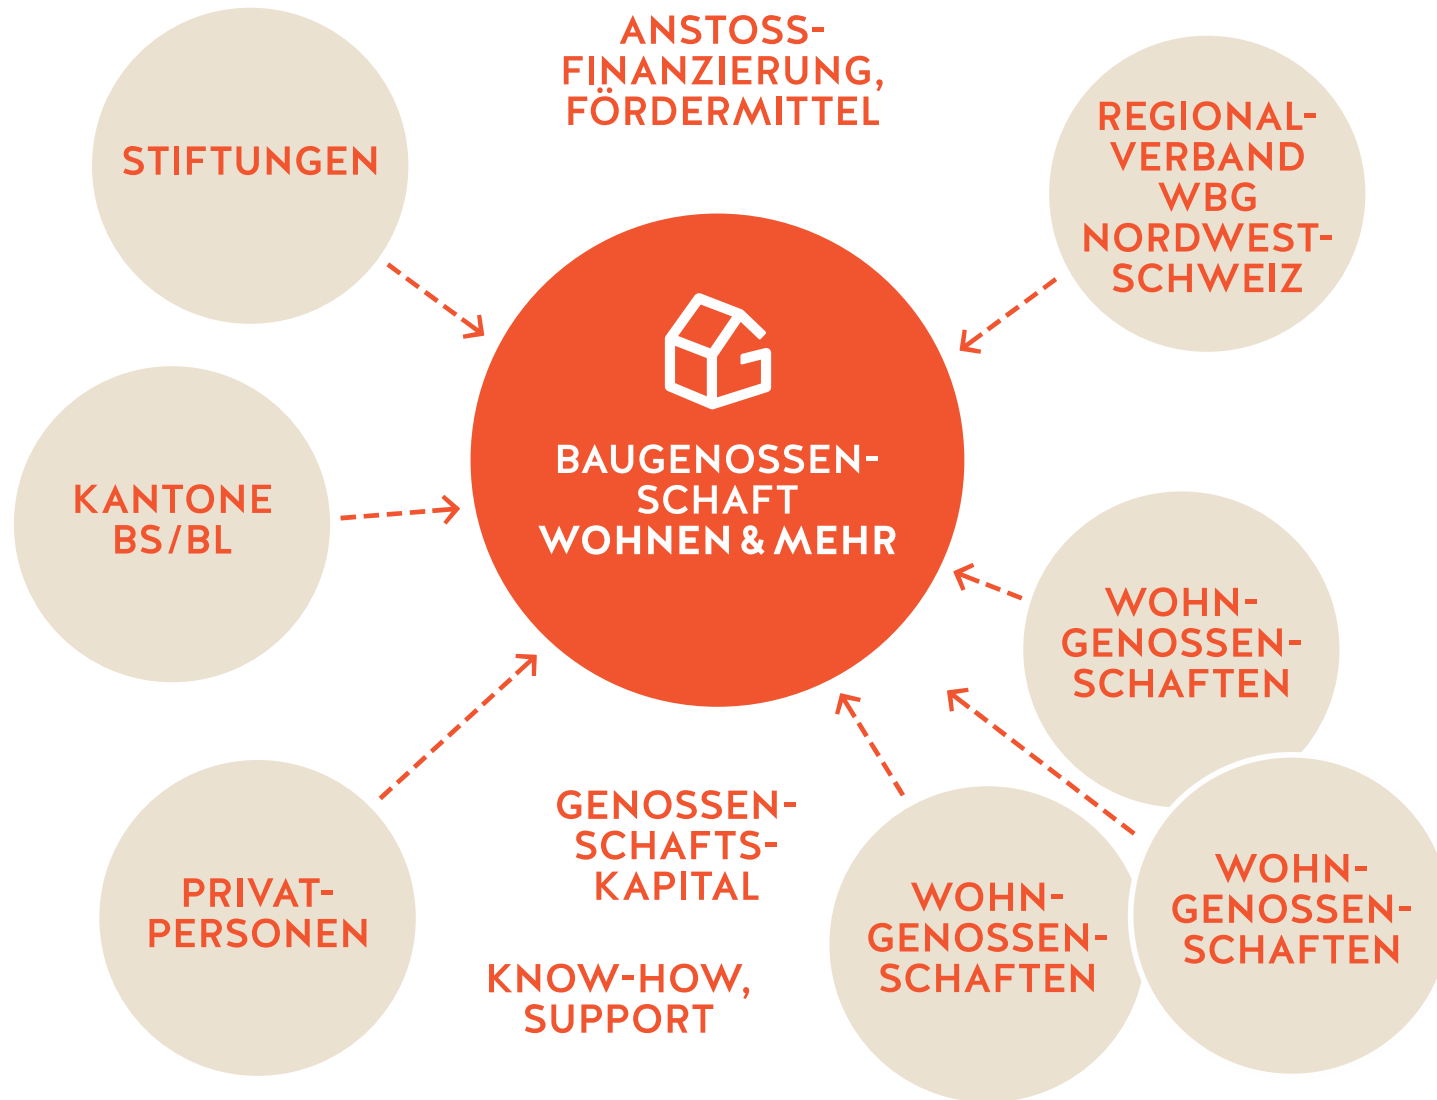 ANSTOSS-
FINANZIERUNG,
FÖRDERMITTEL
STIFTUNGEN
REGIONAL-
VERBAND
WBG
NORDWEST-
SCHWEIZ
BAUGENOSSEN-
SCHAFT
WOHNEN & MEHR
KANTONE
BS/BL
WOHN-
GENOSSEN-
SCHAFTEN
PRIVAT-
PERSONEN
GENOSSEN-
SCHAFTS-
KAPITAL
KNOW-HOW,
SUPPORT
WOHN-
GENOSSEN-
SCHAFTEN
WOHN-
GENOSSEN-
SCHAFTEN